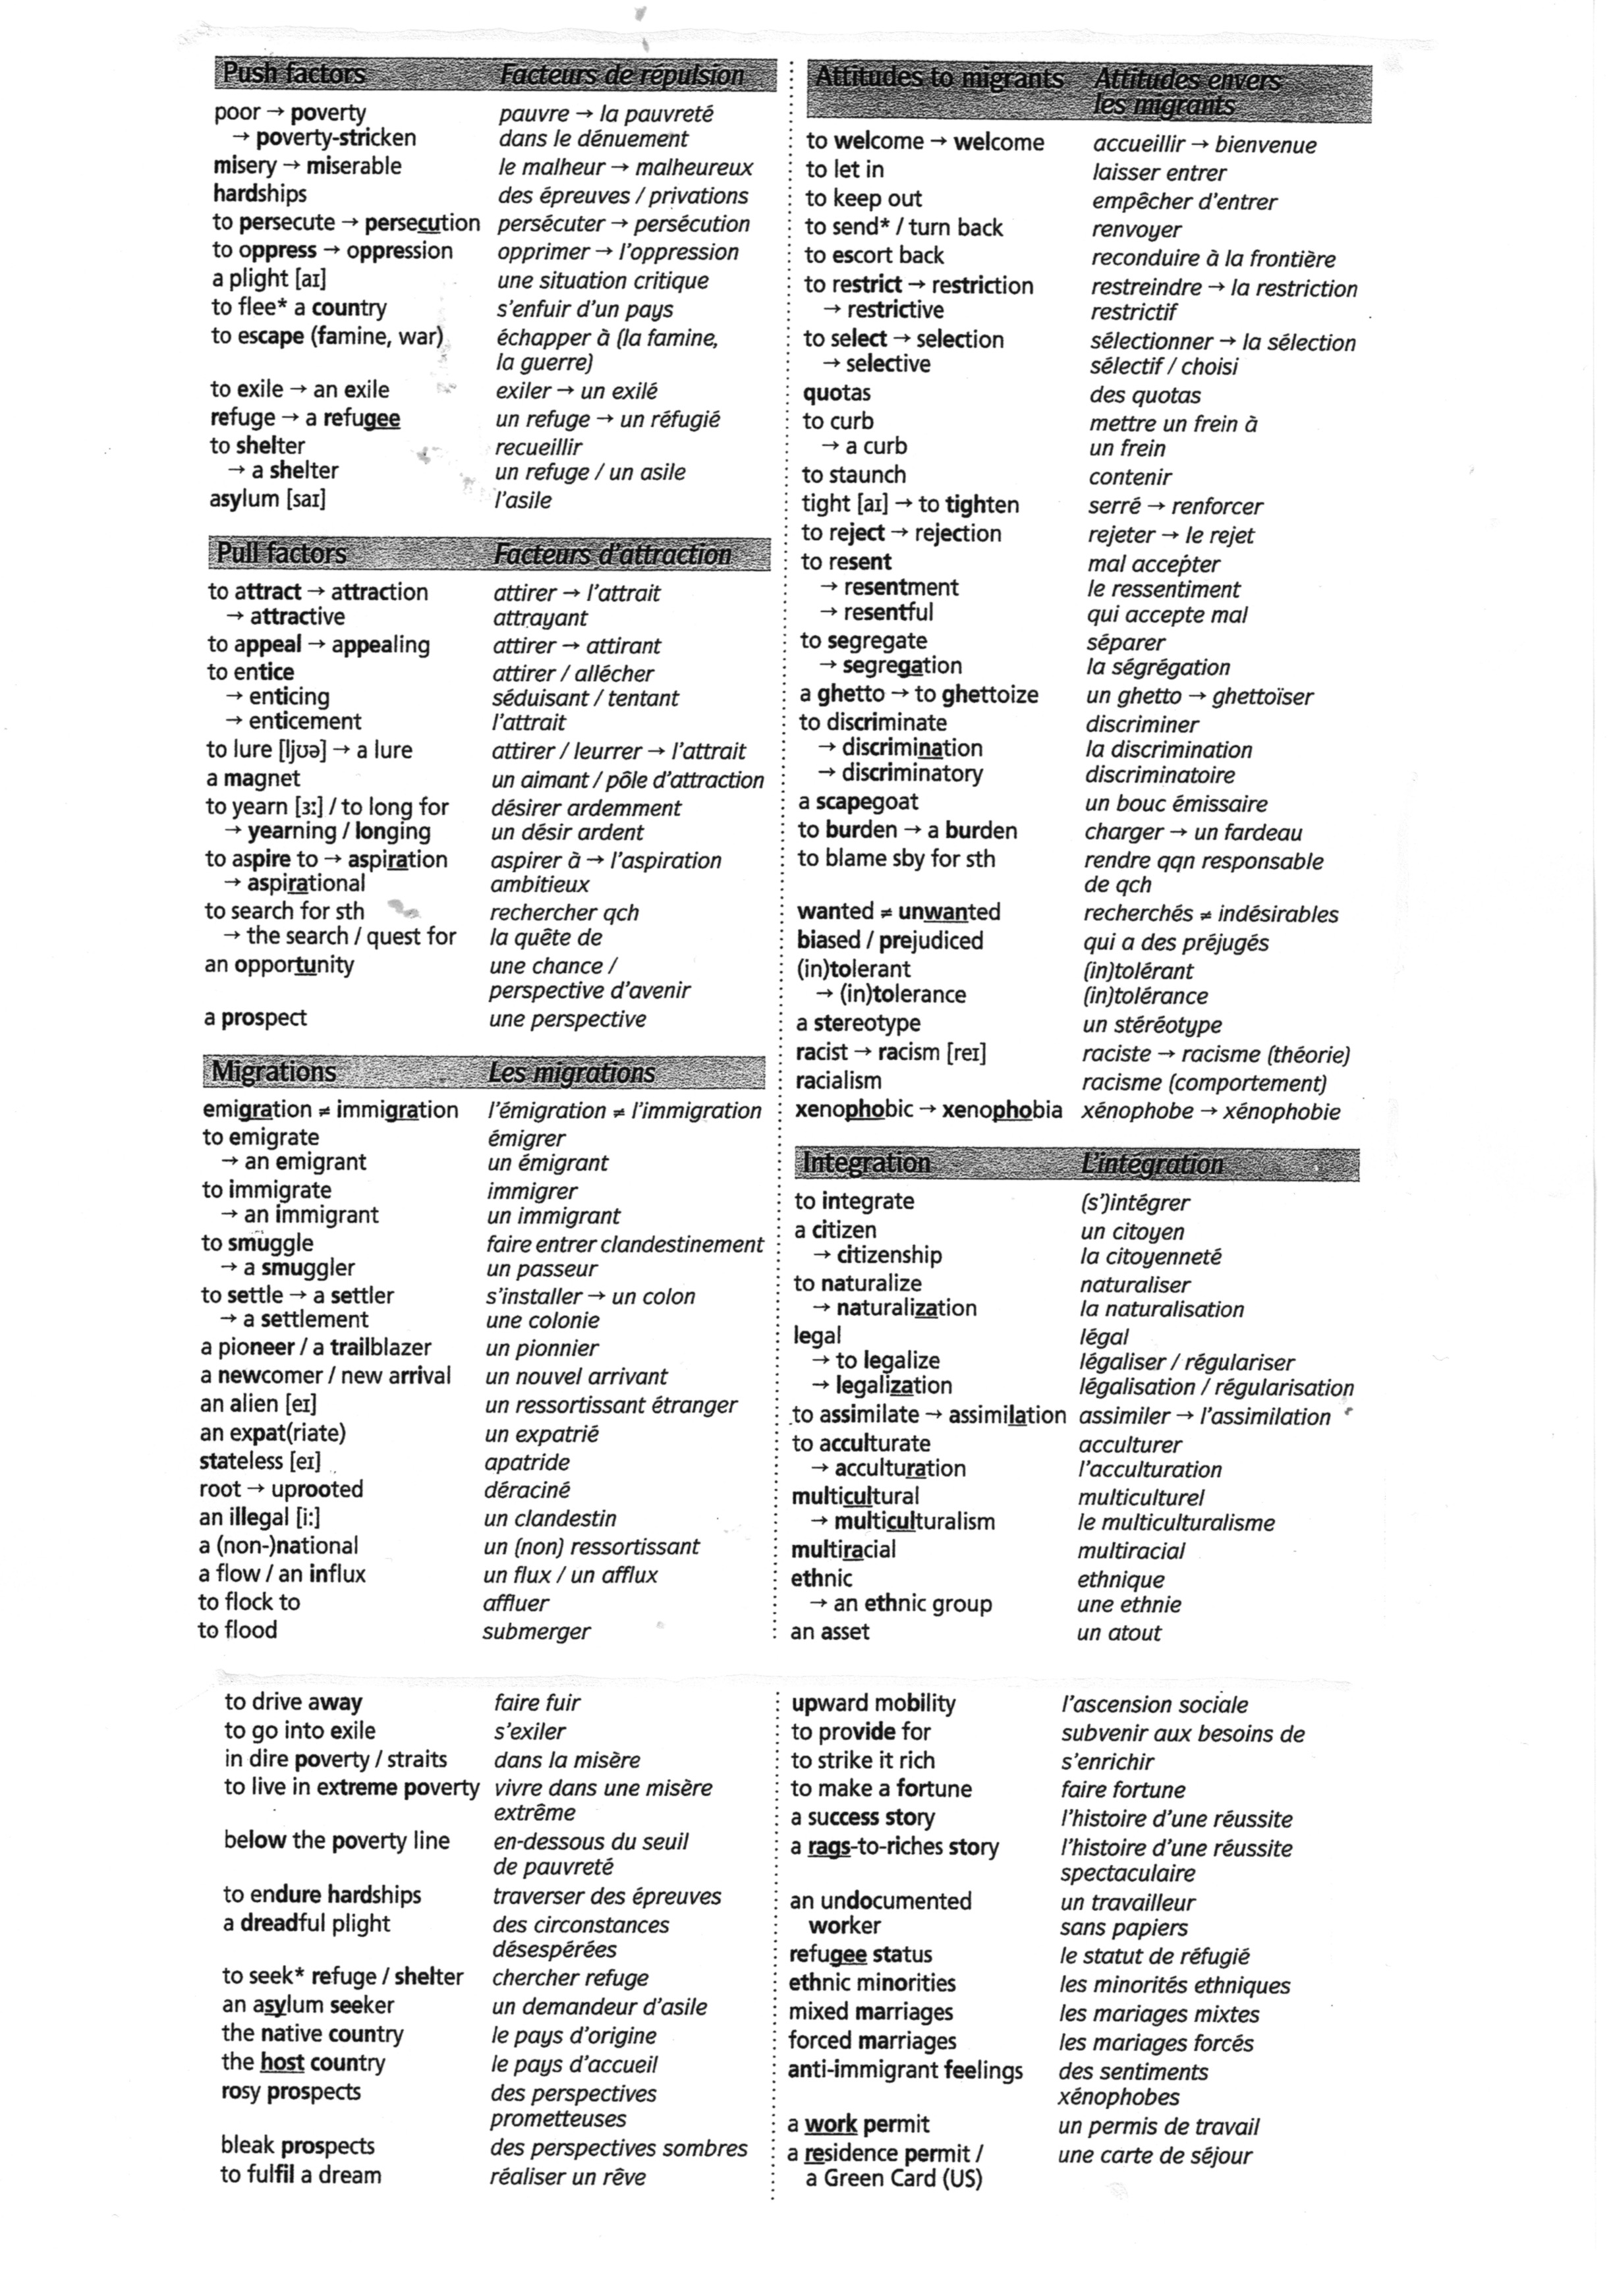 Push factors Facteurs de répulsion
poor → poverty pauvre → la pauvreté
→ poverty-stricken dans le dénuement
misery → miserable le malheur → malheureux
hardships des épreuves / privations
to persecute → persecution persécuter → persécution
to oppress → oppression opprimer → l'oppression
a plight [aɪ] une situation critique
to flee* a country s'enfuir d'un pays
to escape (famine, war) échapper à (la famine,
la guerre)
to exile → an exile exiler → un exilé
refuge → a refugee un refuge → un réfugié
to shelter recueillir
→ a shelter un refuge / un asile
asylum [saɪ] l'asile
Pull factors Facteurs d'attraction
to attract → attraction attirer → l'attrait
→ attractive attrayant
to appeal → appealing attirer → attirant
to entice attirer / allécher
→ enticing séduisant / tentant
→ enticement l'attrait
to lure [ljʊə] → a lure attirer / leurrer → l'attrait
a magnet un aimant / pôle d'attraction
to yearn [ɜː] / to long for désirer ardemment
→ yearning / longing un désir ardent
to aspire to → aspiration aspirer à → l'aspiration
→ aspirational ambitieux
to search for sth rechercher qch
→ the search / quest for la quête de
an opportunity une chance /
perspective d'avenir
a prospect une perspective
Migrations Les migrations
emigration ≠ immigration l'émigration ≠ l'immigration
to emigrate émigrer
→ an emigrant un émigrant
to immigrate immigrer
→ an immigrant un immigrant
to smuggle faire entrer clandestinement
→ a smuggler un passeur
to settle → a settler s'installer → un colon
→ a settlement une colonie
a pioneer / a trailblazer un pionnier
a newcomer / new arrival un nouvel arrivant
an alien [eɪ] un ressortissant étranger
an expat(riate) un expatrié
stateless [eɪ] apatride
root → uprooted déraciné
an illegal [i:] un clandestin
a (non-)national un (non) ressortissant
a flow / an influx un flux / un afflux
to flock to affluer
to flood submerger
Attitudes to migrants Attitudes envers
les migrants
to welcome → welcome accueillir → bienvenue
to let in laisser entrer
to keep out empêcher d'entrer
to send* / turn back renvoyer
to escort back reconduire à la frontière
to restrict → restriction restreindre → la restriction
→ restrictive restrictif
to select → selection sélectionner → la sélection
→ selective sélectif / choisi
quotas des quotas
to curb mettre un frein à
→ a curb un frein
to staunch contenir
tight [aɪ] → to tighten serré → renforcer
to reject → rejection rejeter → le rejet
to resent mal accepter
→ resentment le ressentiment
→ resentful qui accepte mal
to segregate séparer
→ segregation la ségrégation
a ghetto → to ghettoize un ghetto → ghettoïser
to discriminate discriminer
→ discrimination la discrimination
→ discriminatory discriminatoire
a scapegoat un bouc émissaire
to burden → a burden charger → un fardeau
to blame sby for sth rendre qqn responsable
de qch
wanted ≠ unwanted recherchés ≠ indésirables
biased / prejudiced qui a des préjugés
(in)tolerant (in)tolérant
→ (in)tolerance (in)tolérance
a stereotype un stéréotype
racist → racism [reɪ] raciste → racisme (théorie)
racialism racisme (comportement)
xenophobic → xenophobia xénophobe → xénophobie
Integration L'intégration
to integrate (s')intégrer
a citizen un citoyen
→ citizenship la citoyenneté
to naturalize naturaliser
→ naturalization la naturalisation
legal légal
→ to legalize légaliser / régulariser
→ legalization légalisation / régularisation
to assimilate → assimilation assimiler → l'assimilation
to acculturate acculturer
→ acculturation l'acculturation
multicultural multiculturel
→ multiculturalism le multiculturalisme
multiracial multiracial
ethnic ethnique
→ an ethnic group une ethnie
an asset un atout
to drive away faire fuir
to go into exile s'exiler
in dire poverty / straits dans la misère
to live in extreme poverty vivre dans une misère
extrême
below the poverty line en-dessous du seuil
de pauvreté
to endure hardships traverser des épreuves
a dreadful plight des circonstances
désespérées
to seek* refuge / shelter chercher refuge
an asylum seeker un demandeur d'asile
the native country le pays d'origine
the host country le pays d'accueil
rosy prospects des perspectives
prometteuses
bleak prospects des perspectives sombres
to fulfil a dream réaliser un rêve
upward mobility l'ascension sociale
to provide for subvenir aux besoins de
to strike it rich s'enrichir
to make a fortune faire fortune
a success story l'histoire d'une réussite
a rags-to-riches story l'histoire d'une réussite
spectaculaire
an undocumented un travailleur
worker sans papiers
refugee status le statut de réfugié
ethnic minorities les minorités ethniques
mixed marriages les mariages mixtes
forced marriages les mariages forcés
anti-immigrant feelings des sentiments
xénophobes
a work permit un permis de travail
a residence permit / une carte de séjour
a Green Card (US)